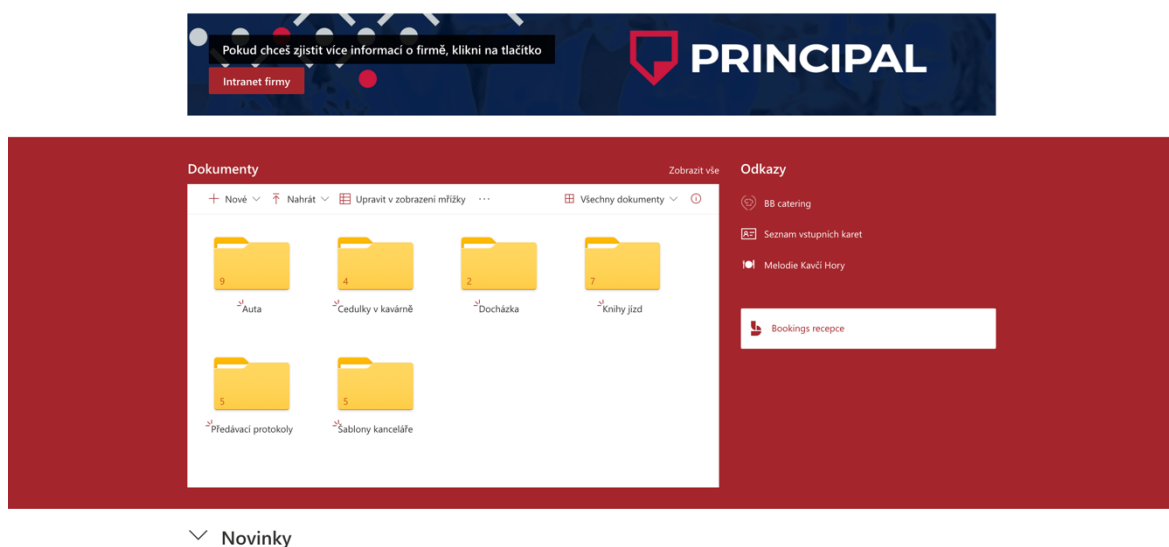 Pokud chceš zjistit více informací o firmě, klikni na tlačítko
Intranet firmy
PRINCIPAL
Dokumenty
Zobrazit vše
Nové
Nahrát
Upravit v zobrazení mřížky
Všechny dokumenty
9
4
2
7
Auta
Cedulky v kavárně
Docházka
Knihy jízd
5
5
Předávací protokoly
Šablony kanceláře
Odkazy
BB catering
Seznam vstupních karet
Melodie Kavčí Hory
Bookings recepce
Novinky